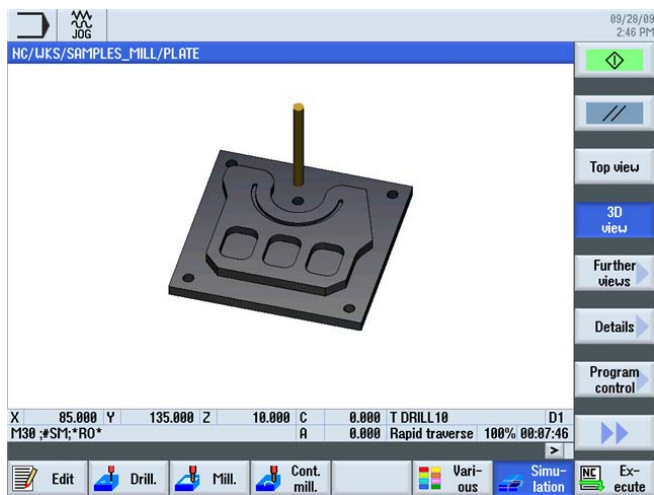 JOG
09/28/09
2:46 PM
NC/WKS/SAMPLES_MILL/PLATE
Top view
3D
view
Further
views
Details
Program
control
X 85.000 Y 135.000 Z 10.000 C 0.000 T DRILL10 D1
M30 ;#SM;*RO* A 0.000 Rapid traverse 100% 00:07:46
>
Edit
Drill.
Mill.
Cont.
mill.
Vari-
ous
Simu-
lation
NC
Ex-
ecute